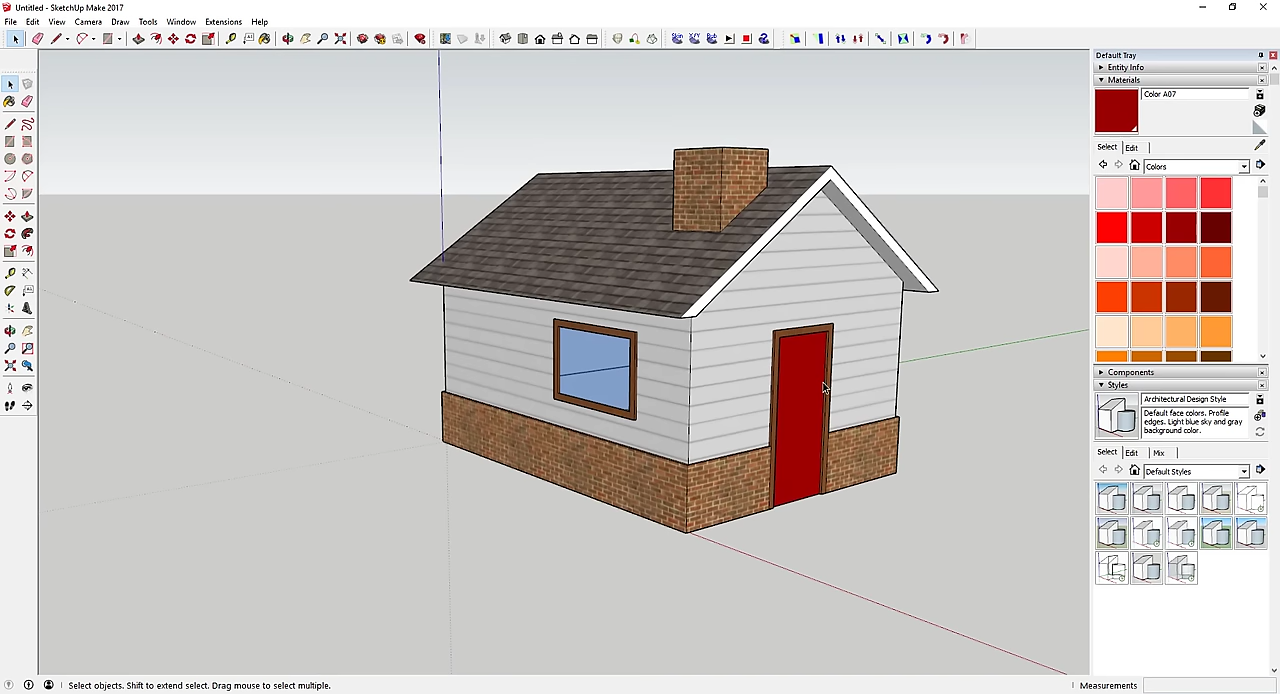 Untitled - SketchUp Make 2017
File Edit View Camera Draw Tools Window Extensions Help
Default Tray
Entity Info
Materials
Color A07
Select Edit
Colors
Components
Styles
Architectural Design Style
Default face colors. Profile
edges. Light blue sky and gray
background color.
Select Edit Mix
Default Styles
Select objects. Shift to extend select. Drag mouse to select multiple.
Measurements